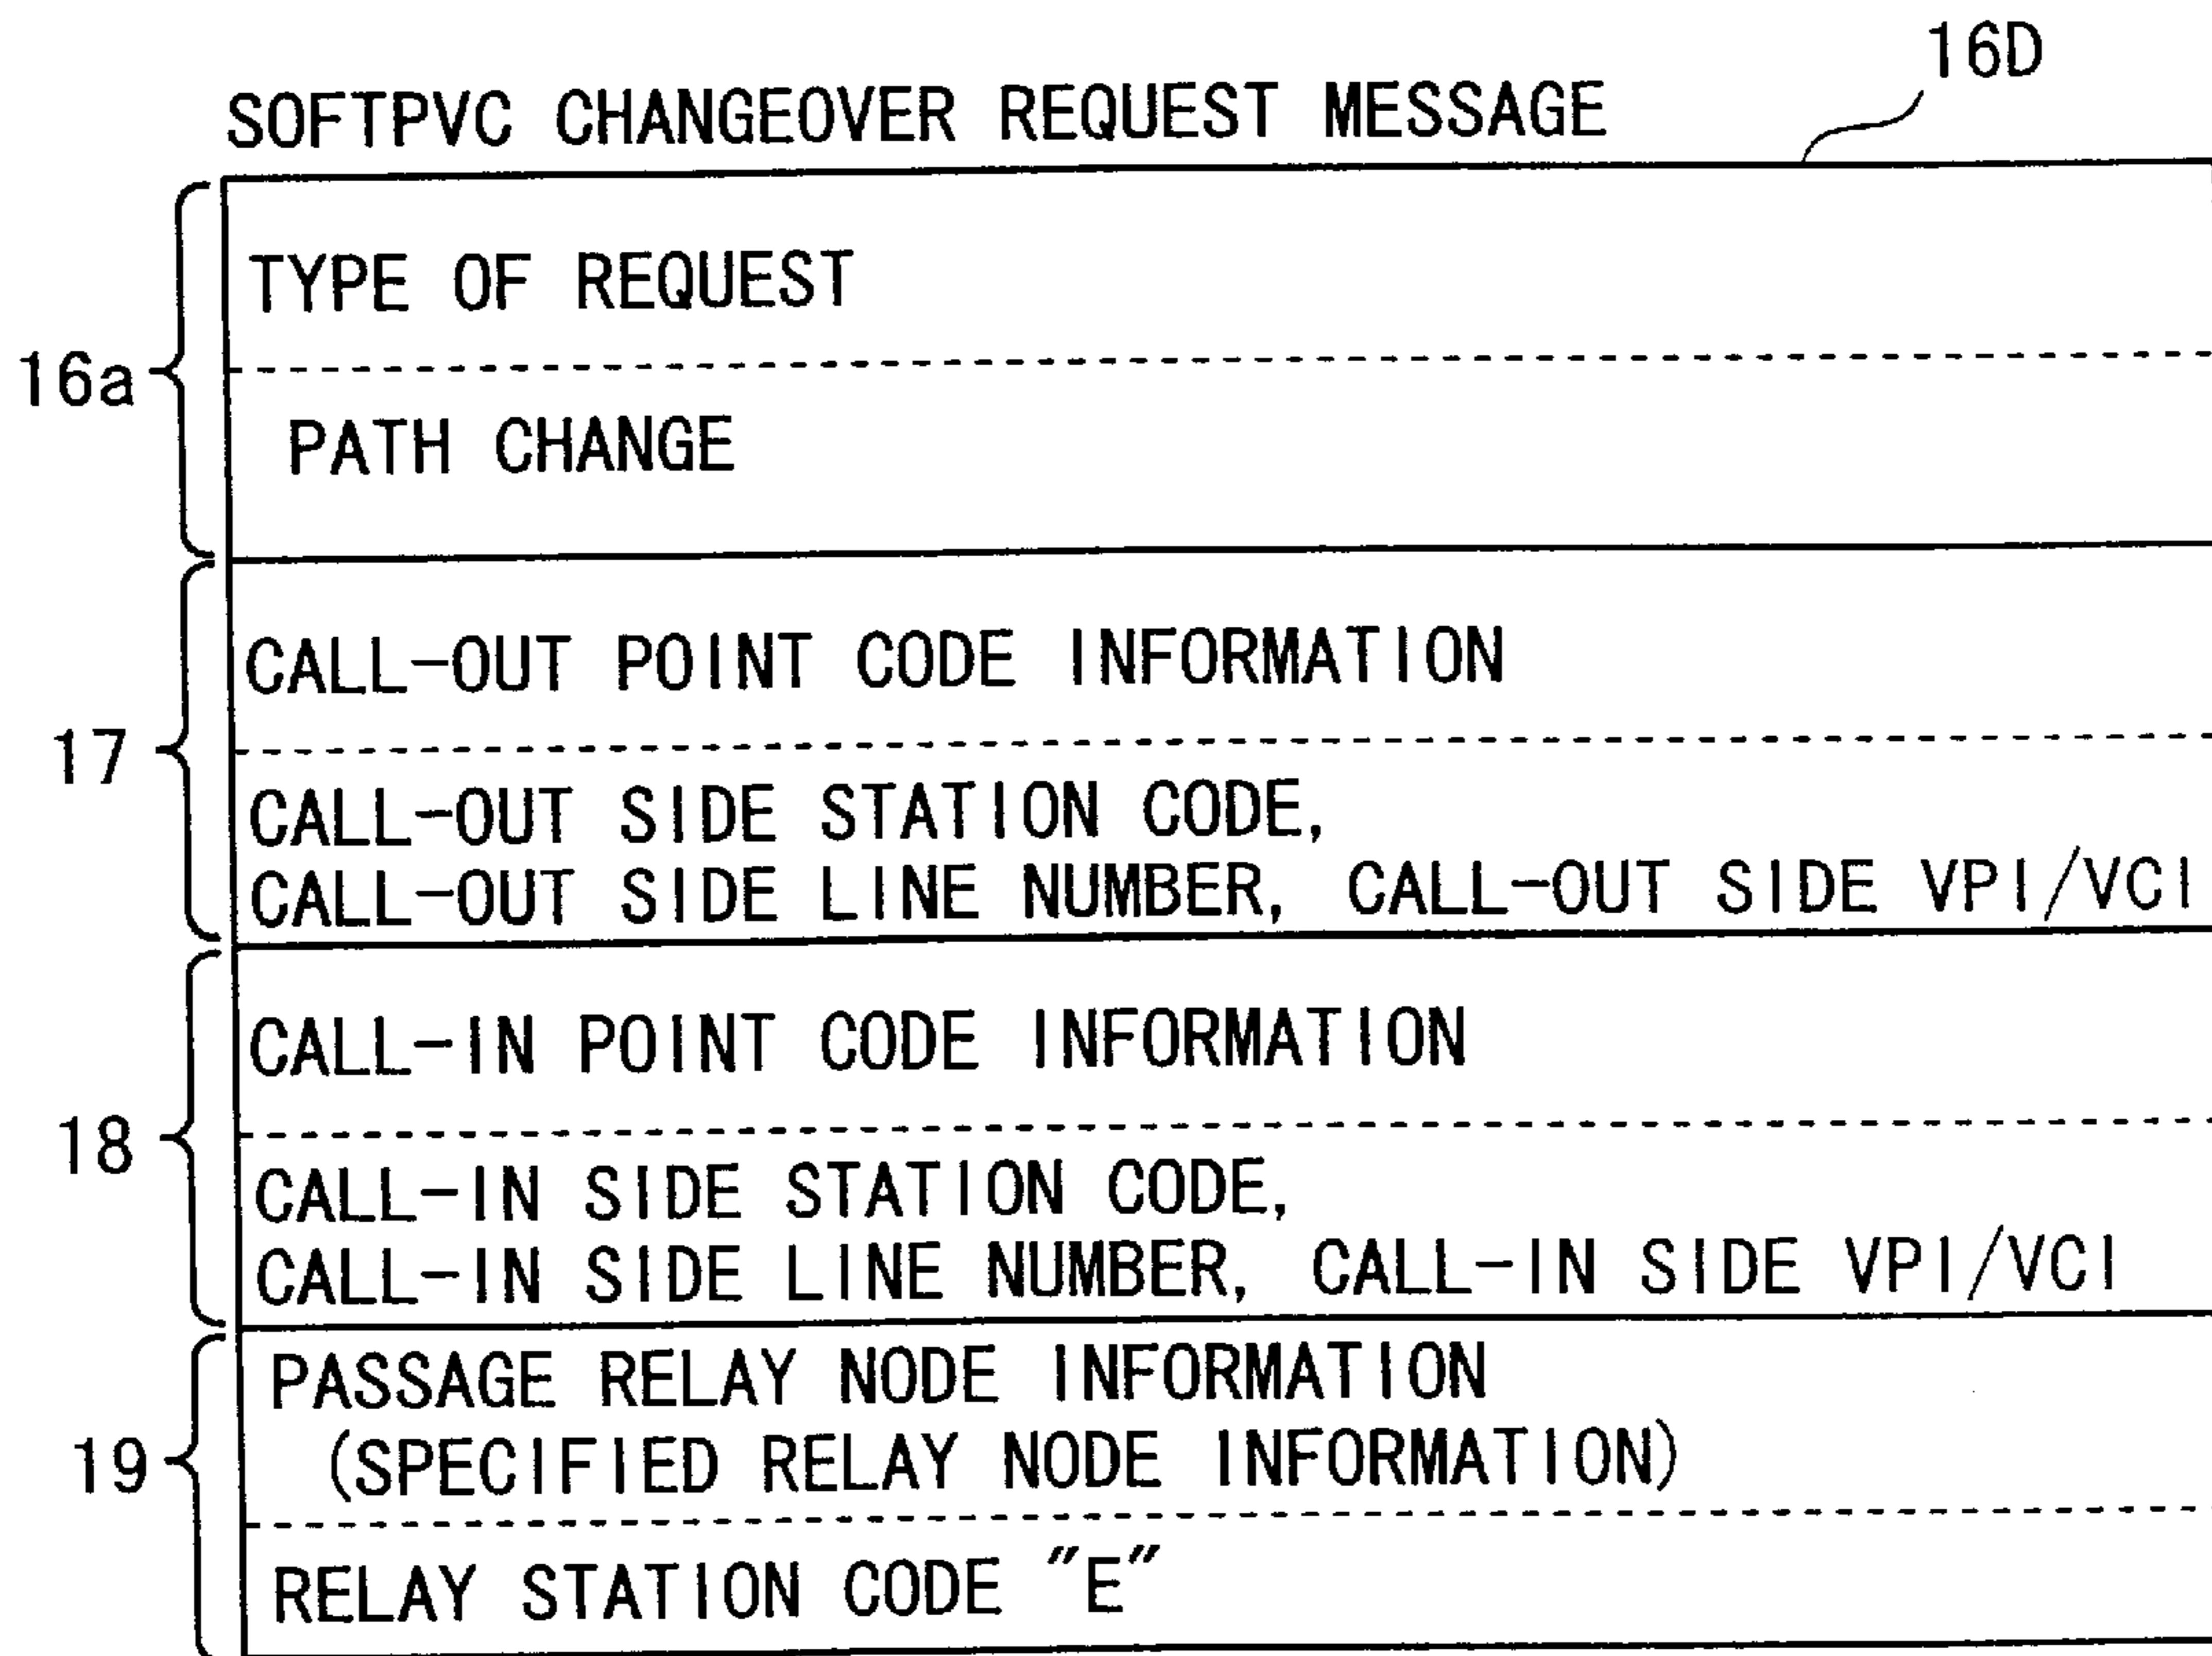 16D
SOFTPVC CHANGEOVER REQUEST MESSAGE
16a
TYPE OF REQUEST
PATH CHANGE
17
CALL-OUT POINT CODE INFORMATION
CALL-OUT SIDE STATION CODE,
CALL-OUT SIDE LINE NUMBER, CALL-OUT SIDE VPI/VCI
18
CALL-IN POINT CODE INFORMATION
CALL-IN SIDE STATION CODE,
CALL-IN SIDE LINE NUMBER, CALL-IN SIDE VPI/VCI
19
PASSAGE RELAY NODE INFORMATION
(SPECIFIED RELAY NODE INFORMATION)
RELAY STATION CODE "E"